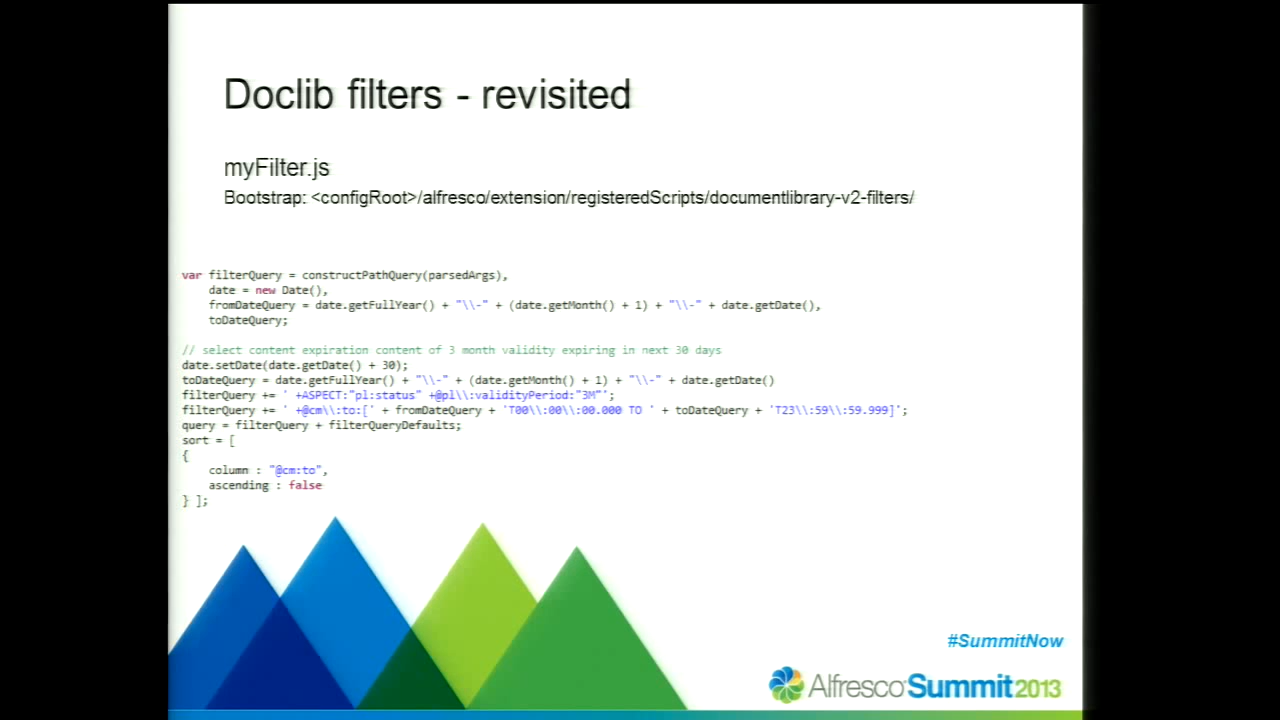 Doclib filters - revisited
myFilter.js
Bootstrap: <configRoot>/alfresco/extension/registeredScripts/documentlibrary-v2-filters/
var filterQuery = constructPathQuery(parsedArgs),
    date = new Date(),
    fromDateQuery = date.getFullYear() + "\\-" + (date.getMonth() + 1) + "\\-" + date.getDate(),
    toDateQuery;
// select content expiration content of 3 month validity expiring in next 30 days
date.setDate(date.getDate() + 30);
toDateQuery = date.getFullYear() + "\\-" + (date.getMonth() + 1) + "\\-" + date.getDate()
filterQuery += ' +ASPECT:"pl:status" +@pl\\:validityPeriod:"3M"';
filterQuery += ' +@cm\\:to:[' + fromDateQuery + 'T00\\:00\\:00.000 TO ' + toDateQuery + 'T23\\:59\\:59.999]';
query = filterQuery + filterQueryDefaults;
sort = [
{
    column : "@cm:to",
    ascending : false
} ];
#SummitNow
Alfresco Summit 2013